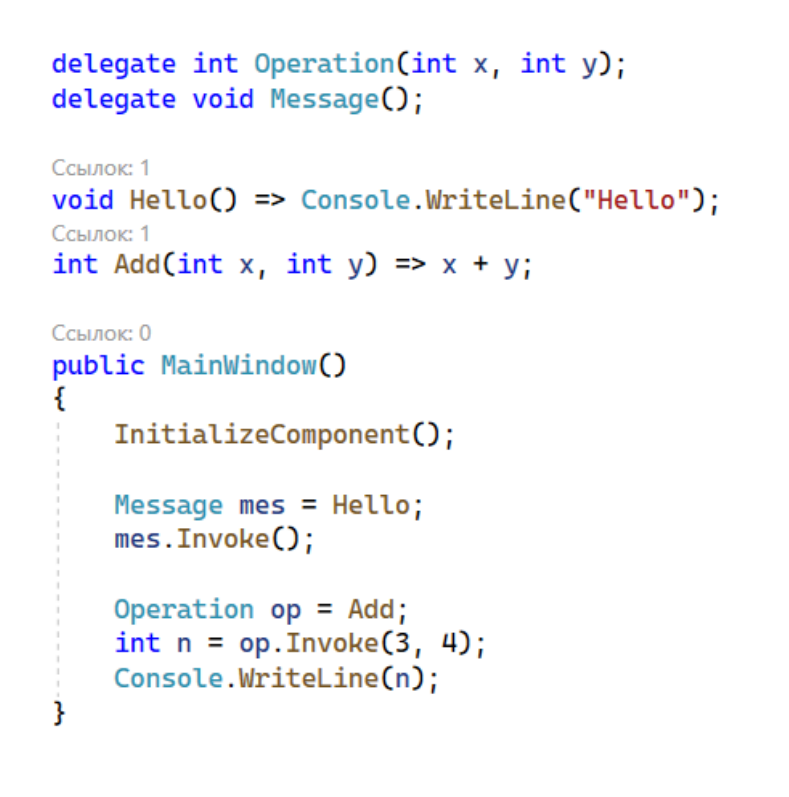 delegate int Operation(int x, int y);
delegate void Message();
Ссылок: 1
void Hello() => Console.WriteLine("Hello");
Ссылок: 1
int Add(int x, int y) => x + y;
Ссылок: 0
public MainWindow()
{
InitializeComponent();
Message mes = Hello;
mes.Invoke();
Operation op = Add;
int n = op.Invoke(3, 4);
Console.WriteLine(n);
}